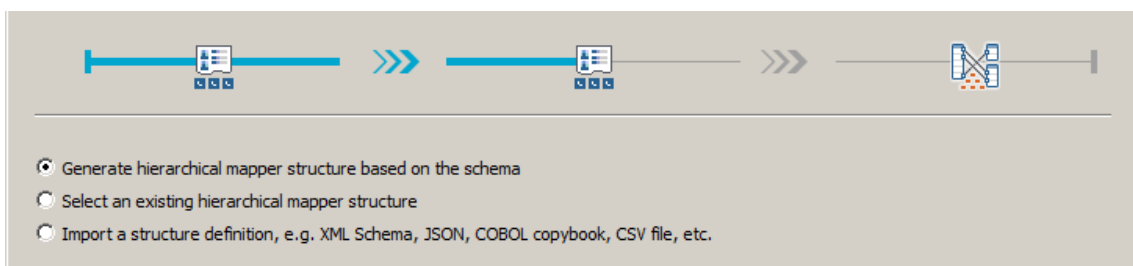 Generate hierarchical mapper structure based on the schema
Select an existing hierarchical mapper structure
Import a structure definition, e.g. XML Schema, JSON, COBOL copybook, CSV file, etc.